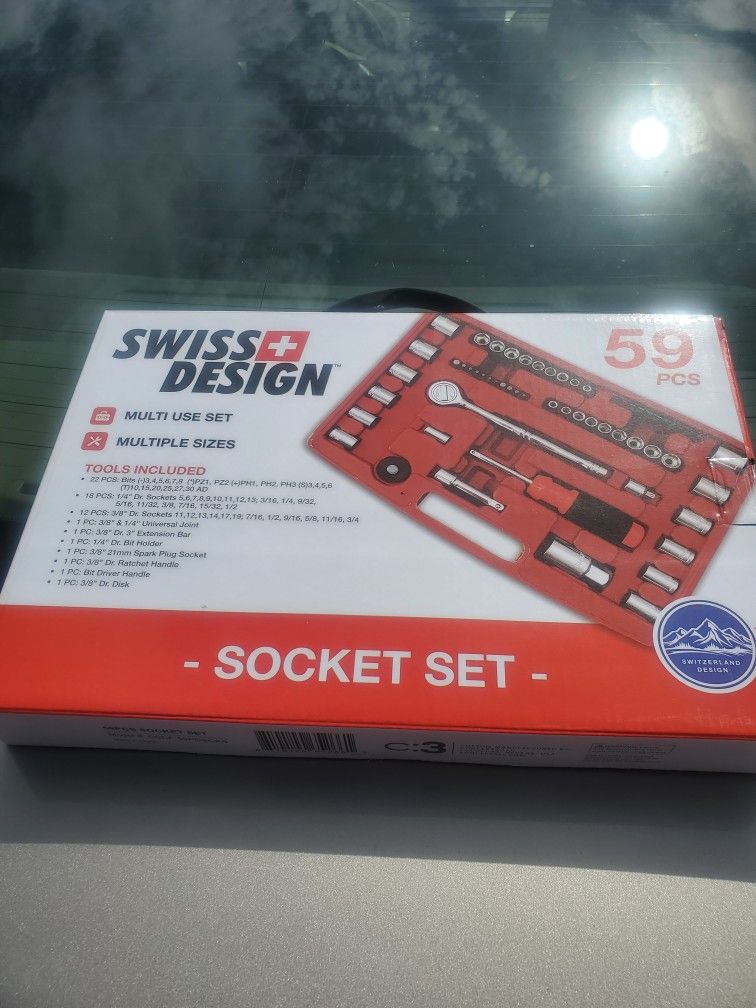 SWISS
DESIGN™
59
PCS
MULTI USE SET
MULTIPLE SIZES
TOOLS INCLUDED
• 22 PCS: Bits (-)3,4,5,6,7,8 (*)PZ1, PZ2 (+)PH1, PH2, PH3 (S)3,4,5,6
(T)10,15,20,25,27,30 AD
• 18 PCS: 1/4" Dr. Sockets 5,6,7,8,9,10,11,12,13; 3/16, 1/4, 9/32,
5/16, 11/32, 3/8, 7/16, 15/32, 1/2
• 12 PCS: 3/8" Dr. Sockets 11,12,13,14,17,19; 7/16, 1/2, 9/16, 5/8, 11/16, 3/4
• 1 PC: 3/8" & 1/4" Universal Joint
• 1 PC: 3/8" Dr. 3" Extension Bar
• 1 PC: 1/4" Dr. Bit Holder
• 1 PC: 3/8" 21mm Spark Plug Socket
• 1 PC: 3/8" Dr. Ratchet Handle
• 1 PC: Bit Driver Handle
• 1 PC: 3/8" Dr. Disk
SWITZERLAND
DESIGN
- SOCKET SET -
59PCS SOCKET SET
C:3